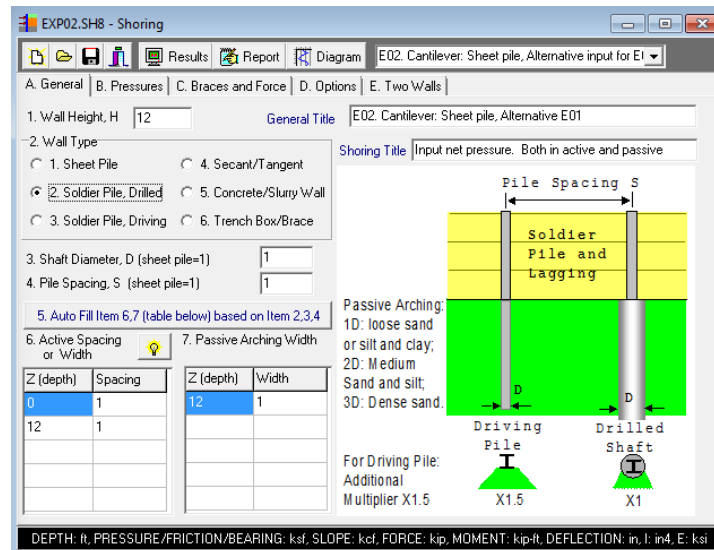 EXP02.SH8 - Shoring
Results Report Diagram E02. Cantilever: Sheet pile, Alternative input for E
A. General B. Pressures C. Braces and Force D. Options E. Two Walls
1. Wall Height, H 12 General Title E02. Cantilever: Sheet pile, Alternative E01
2. Wall Type
Shoring Title Input net pressure. Both in active and passive
1. Sheet Pile 4. Secant/Tangent
2. Soldier Pile, Drilled 5. Concrete/Slurry Wall
3. Soldier Pile, Driving 6. Trench Box/Brace
3. Shaft Diameter, D (sheet pile=1) 1
4. Pile Spacing, S (sheet pile=1) 1
5. Auto Fill Item 6,7 (table below) based on Item 2,3,4
6. Active Spacing
or Width
7. Passive Arching Width
Z (depth) Spacing
0 1
12 1
Z (depth) Width
12 1
Pile Spacing S
Soldier
Pile and
Lagging
Passive Arching:
1D: loose sand
or silt and clay;
2D: Medium
Sand and silt;
3D: Dense sand.
D D
Driving
Pile
Drilled
Shaft
For Driving Pile:
Additional
Multiplier X1.5
X1.5 X1
DEPTH: ft, PRESSURE/FRICTION/BEARING: ksf, SLOPE: kcf, FORCE: kip, MOMENT: kip-ft, DEFLECTION: in, I: in4, E: ksi